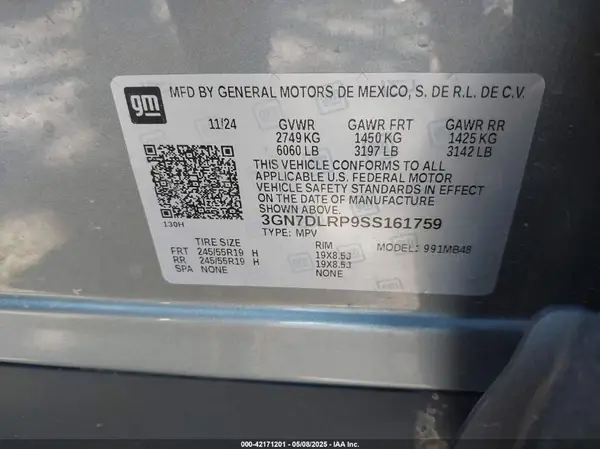 gm
MFD BY GENERAL MOTORS DE MEXICO, S. DE R.L. DE C.V.
11/24 GVWR GAWR FRT GAWR RR
2749 KG 1450 KG 1425 KG
6060 LB 3197 LB 3142 LB
THIS VEHICLE CONFORMS TO ALL
APPLICABLE U.S. FEDERAL MOTOR
VEHICLE SAFETY STANDARDS IN EFFECT
ON THE DATE OF MANUFACTURE
SHOWN ABOVE.
130H
3GN7DLRP9SS161759
TYPE: MPV
TIRE SIZE RIM MODEL: 991MB48
FRT 245/55R19 H 19X8.5J
RR 245/55R19 H 19X8.5J
SPA NONE NONE
000-42171201 - 05/08/2025 - IAAI.COM